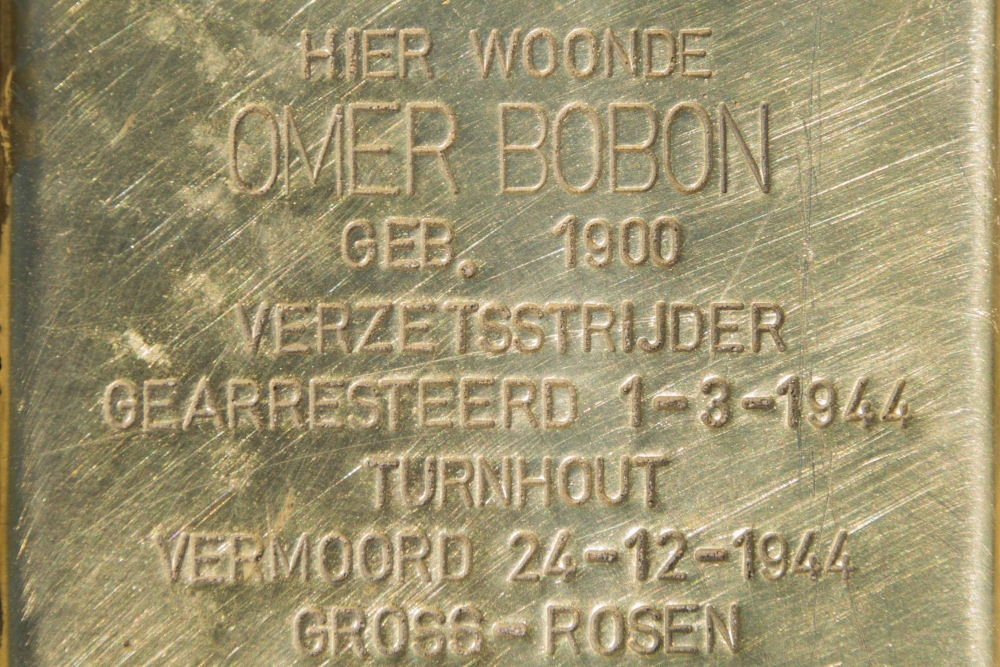 HIER WOONDE
OMER BOBON
GEB. 1900
VERZETSSTRIJDER
GEARRESTEERD 1-3-1944
TURNHOUT
VERMOORD 24-12-1944
GROSS-ROSEN